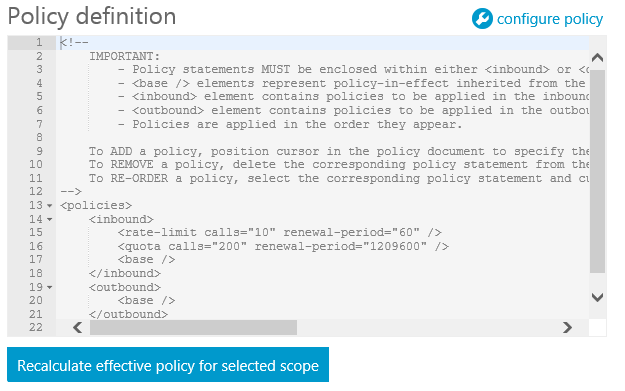 Policy definition
configure policy
1 <!--
2 IMPORTANT:
3 - Policy statements MUST be enclosed within either <inbound> or
4 - <base /> elements represent policy-in-effect inherited from the
5 - <inbound> element contains policies to be applied in the
6 - <outbound> element contains policies to be applied in the
7 - Policies are applied in the order they appear.
8
9 To ADD a policy, position cursor in the policy document to specify the
10 To REMOVE a policy, delete the corresponding policy statement from the
11 To RE-ORDER a policy, select the corresponding policy statement and
12 -->
13 <policies>
14 <inbound>
15 <rate-limit calls="10" renewal-period="60" />
16 <quota calls="200" renewal-period="1209600" />
17 <base />
18 </inbound>
19 <outbound>
20 <base />
21 </outbound>
22
Recalculate effective policy for selected scope